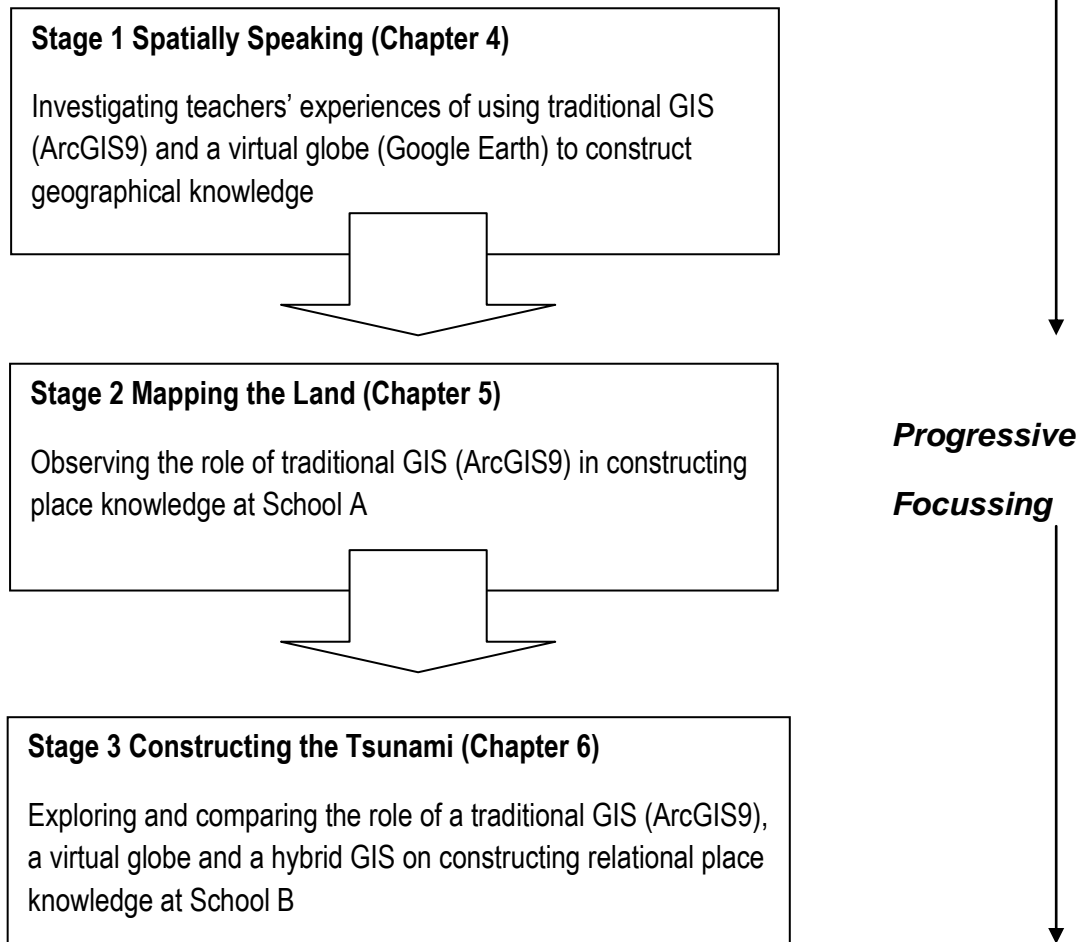 Stage 1 Spatially Speaking (Chapter 4)
Investigating teachers’ experiences of using traditional GIS
(ArcGIS9) and a virtual globe (Google Earth) to construct
geographical knowledge
Stage 2 Mapping the Land (Chapter 5)
Observing the role of traditional GIS (ArcGIS9) in constructing
place knowledge at School A
Progressive
Focussing
Stage 3 Constructing the Tsunami (Chapter 6)
Exploring and comparing the role of a traditional GIS (ArcGIS9),
a virtual globe and a hybrid GIS on constructing relational place
knowledge at School B